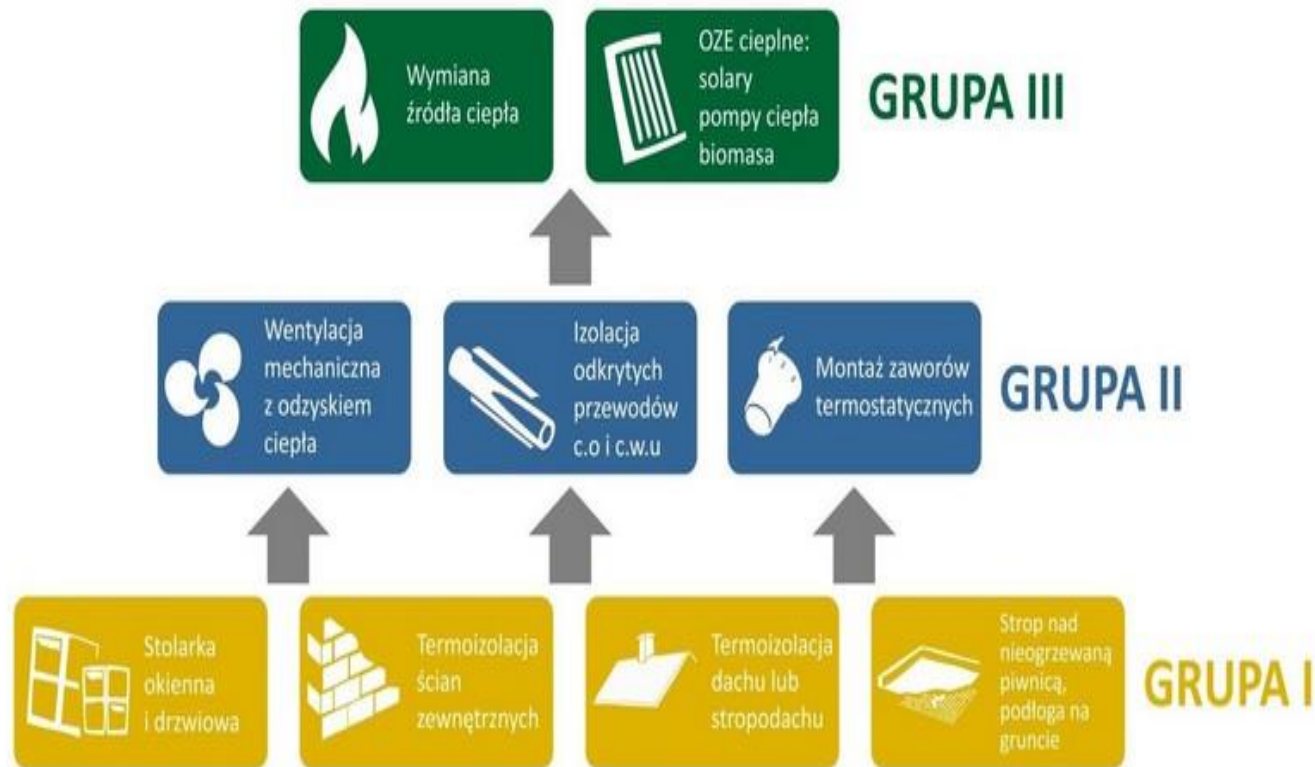 Wymiana
źródła ciepła
OZE cieplne:
solary
pompy ciepła
biomasa
GRUPA III
Wentylacja
mechaniczna
z odzyskiem
ciepła
Izolacja
odkrytych
przewodów
c.o i c.w.u
Montaż zaworów
termostatycznych
GRUPA II
Stolarka
okienna
i drzwiowa
Termoizolacja
ścian
zewnętrznych
Termoizolacja
dachu lub
stropodachu
Strop nad
nieogrzewaną
piwnicą,
podłoga na
gruncie
GRUPA I